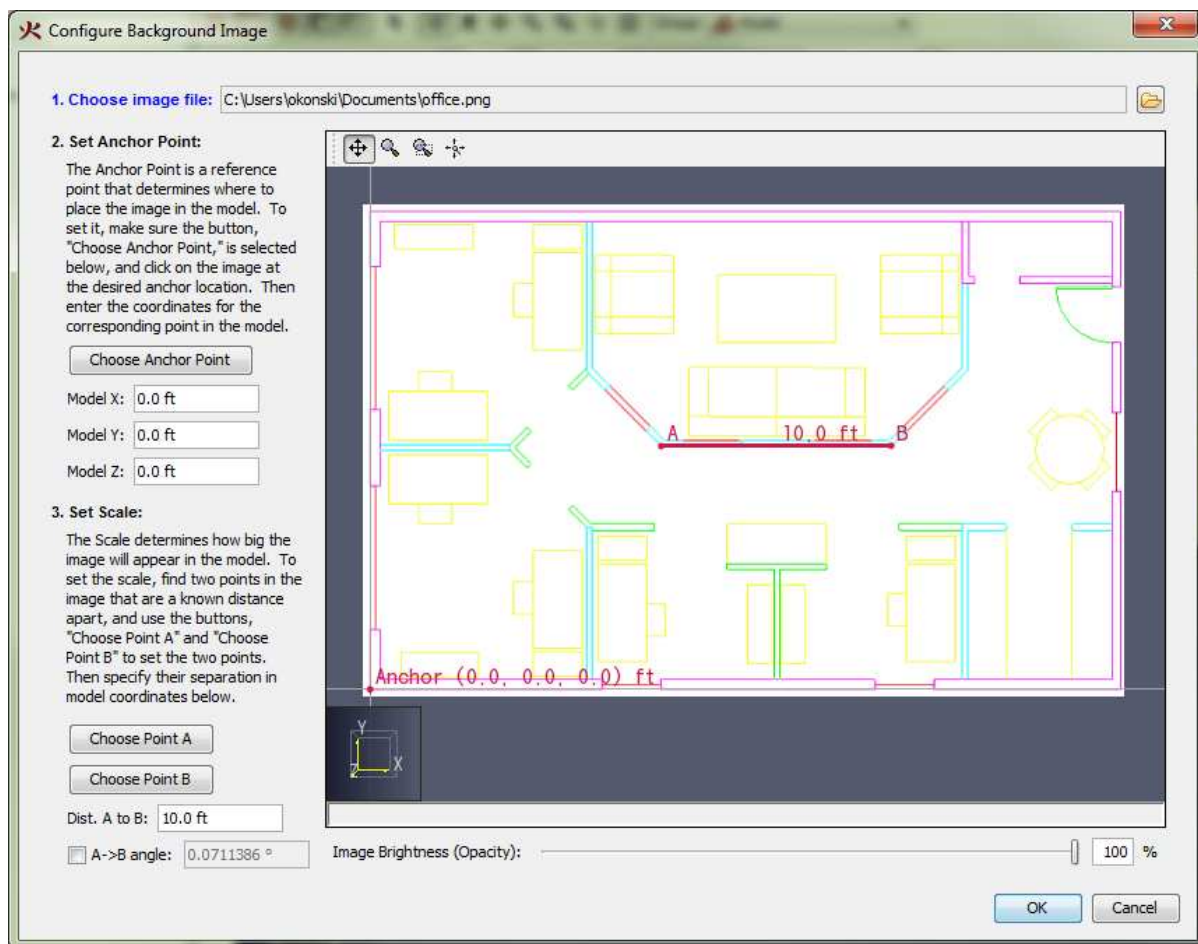 Configure Background Image
1. Choose image file: C:\Users\okonski\Documents\office.png
2. Set Anchor Point:
The Anchor Point is a reference
point that determines where to
place the image in the model. To
set it, make sure the button,
"Choose Anchor Point," is selected
below, and click on the image at
the desired anchor location. Then
enter the coordinates for the
corresponding point in the model.
Choose Anchor Point
Model X: 0.0 ft
Model Y: 0.0 ft
Model Z: 0.0 ft
3. Set Scale:
The Scale determines how big the
image will appear in the model. To
set the scale, find two points in the
image that are a known distance
apart, and use the buttons,
"Choose Point A" and "Choose
Point B" to set the two points.
Then specify their separation in
model coordinates below.
Choose Point A
Choose Point B
Dist. A to B: 10.0 ft
A->B angle: 0.0711386 °
A 10.0 ft B
Anchor (0.0, 0.0, 0.0) ft
Y
Z X
Image Brightness (Opacity): 100 %
OK Cancel